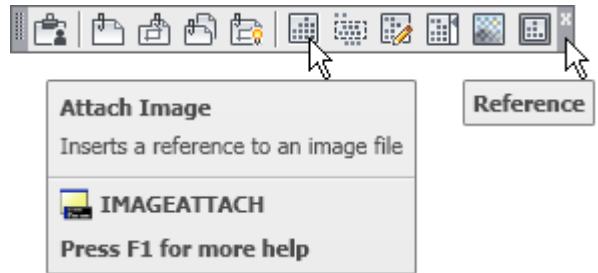 Attach Image
Inserts a reference to an image file
IMAGEATTACH
Press F1 for more help
Reference